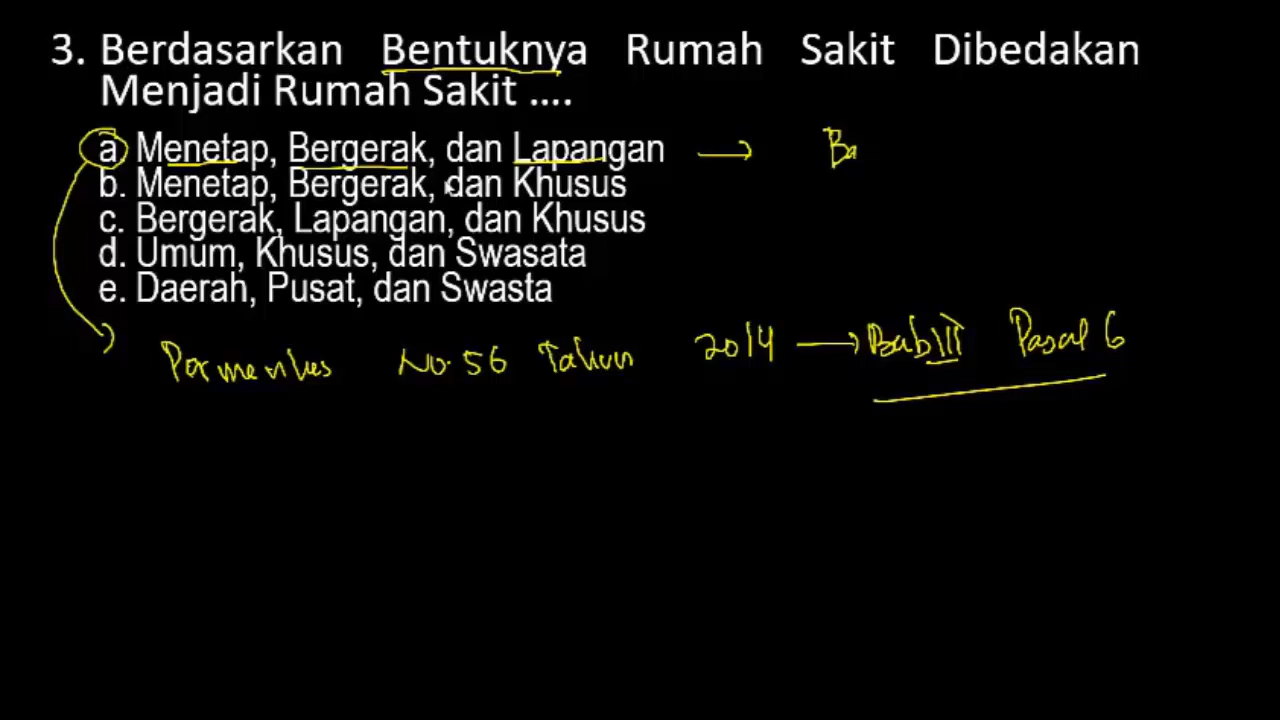 3. Berdasarkan Bentuknya Rumah Sakit Dibedakan
Menjadi Rumah Sakit ....
a. Menetap, Bergerak, dan Lapangan Ba
b. Menetap, Bergerak, dan Khusus
c. Bergerak, Lapangan, dan Khusus
d. Umum, Khusus, dan Swasata
e. Daerah, Pusat, dan Swasta
Permenkes No. 56 Tahun 2014 Bab III Pasal 6